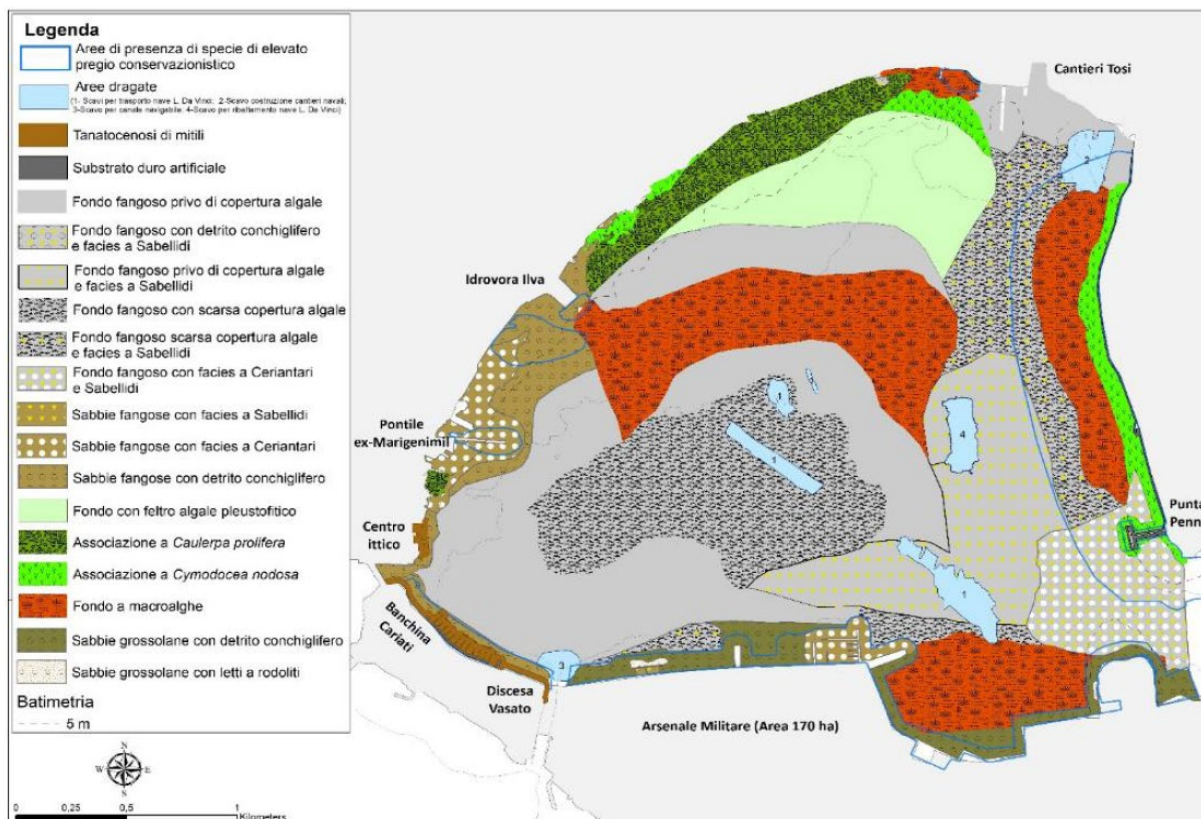 Legenda
Aree di presenza di specie di elevato
pregio conservazionistico
Aree dragate
(1- Scavi per trasporto nave L. Da Vinci; 2-Scavo costruzione cantieri navali;
3-Scavo per canale navigabile; 4-Scavo per ribaltamento nave L. Da Vinci)
Tanatocenosi di mitili
Substrato duro artificiale
Fondo fangoso privo di copertura algale
Fondo fangoso con detrito conchiglifero
e facies a Sabellidi
Fondo fangoso privo di copertura algale
e facies a Sabellidi
Fondo fangoso con scarsa copertura algale
Fondo fangoso scarsa copertura algale
e facies a Sabellidi
Fondo fangoso con facies a Ceriantari
e Sabellidi
Sabbie fangose con facies a Sabellidi
Sabbie fangose con facies a Ceriantari
Sabbie fangose con detrito conchiglifero
Fondo con feltro algale pleustofitico
Associazione a Caulerpa prolifera
Associazione a Cymodocea nodosa
Fondo a macroalghe
Sabbie grossolane con detrito conchiglifero
Sabbie grossolane con letti a rodoliti
Batimetria
5 m
N
W E
S
0 0,25 0,5 1
Kilometers
Cantieri Tosi
2
Idrovora Ilva
1
1
Pontile
ex-Marigenimil
4
Centro
ittico
Punta
Penn
1
Banchina
Cariati
3
Discesa
Vasato
Arsenale Militare (Area 170 ha)